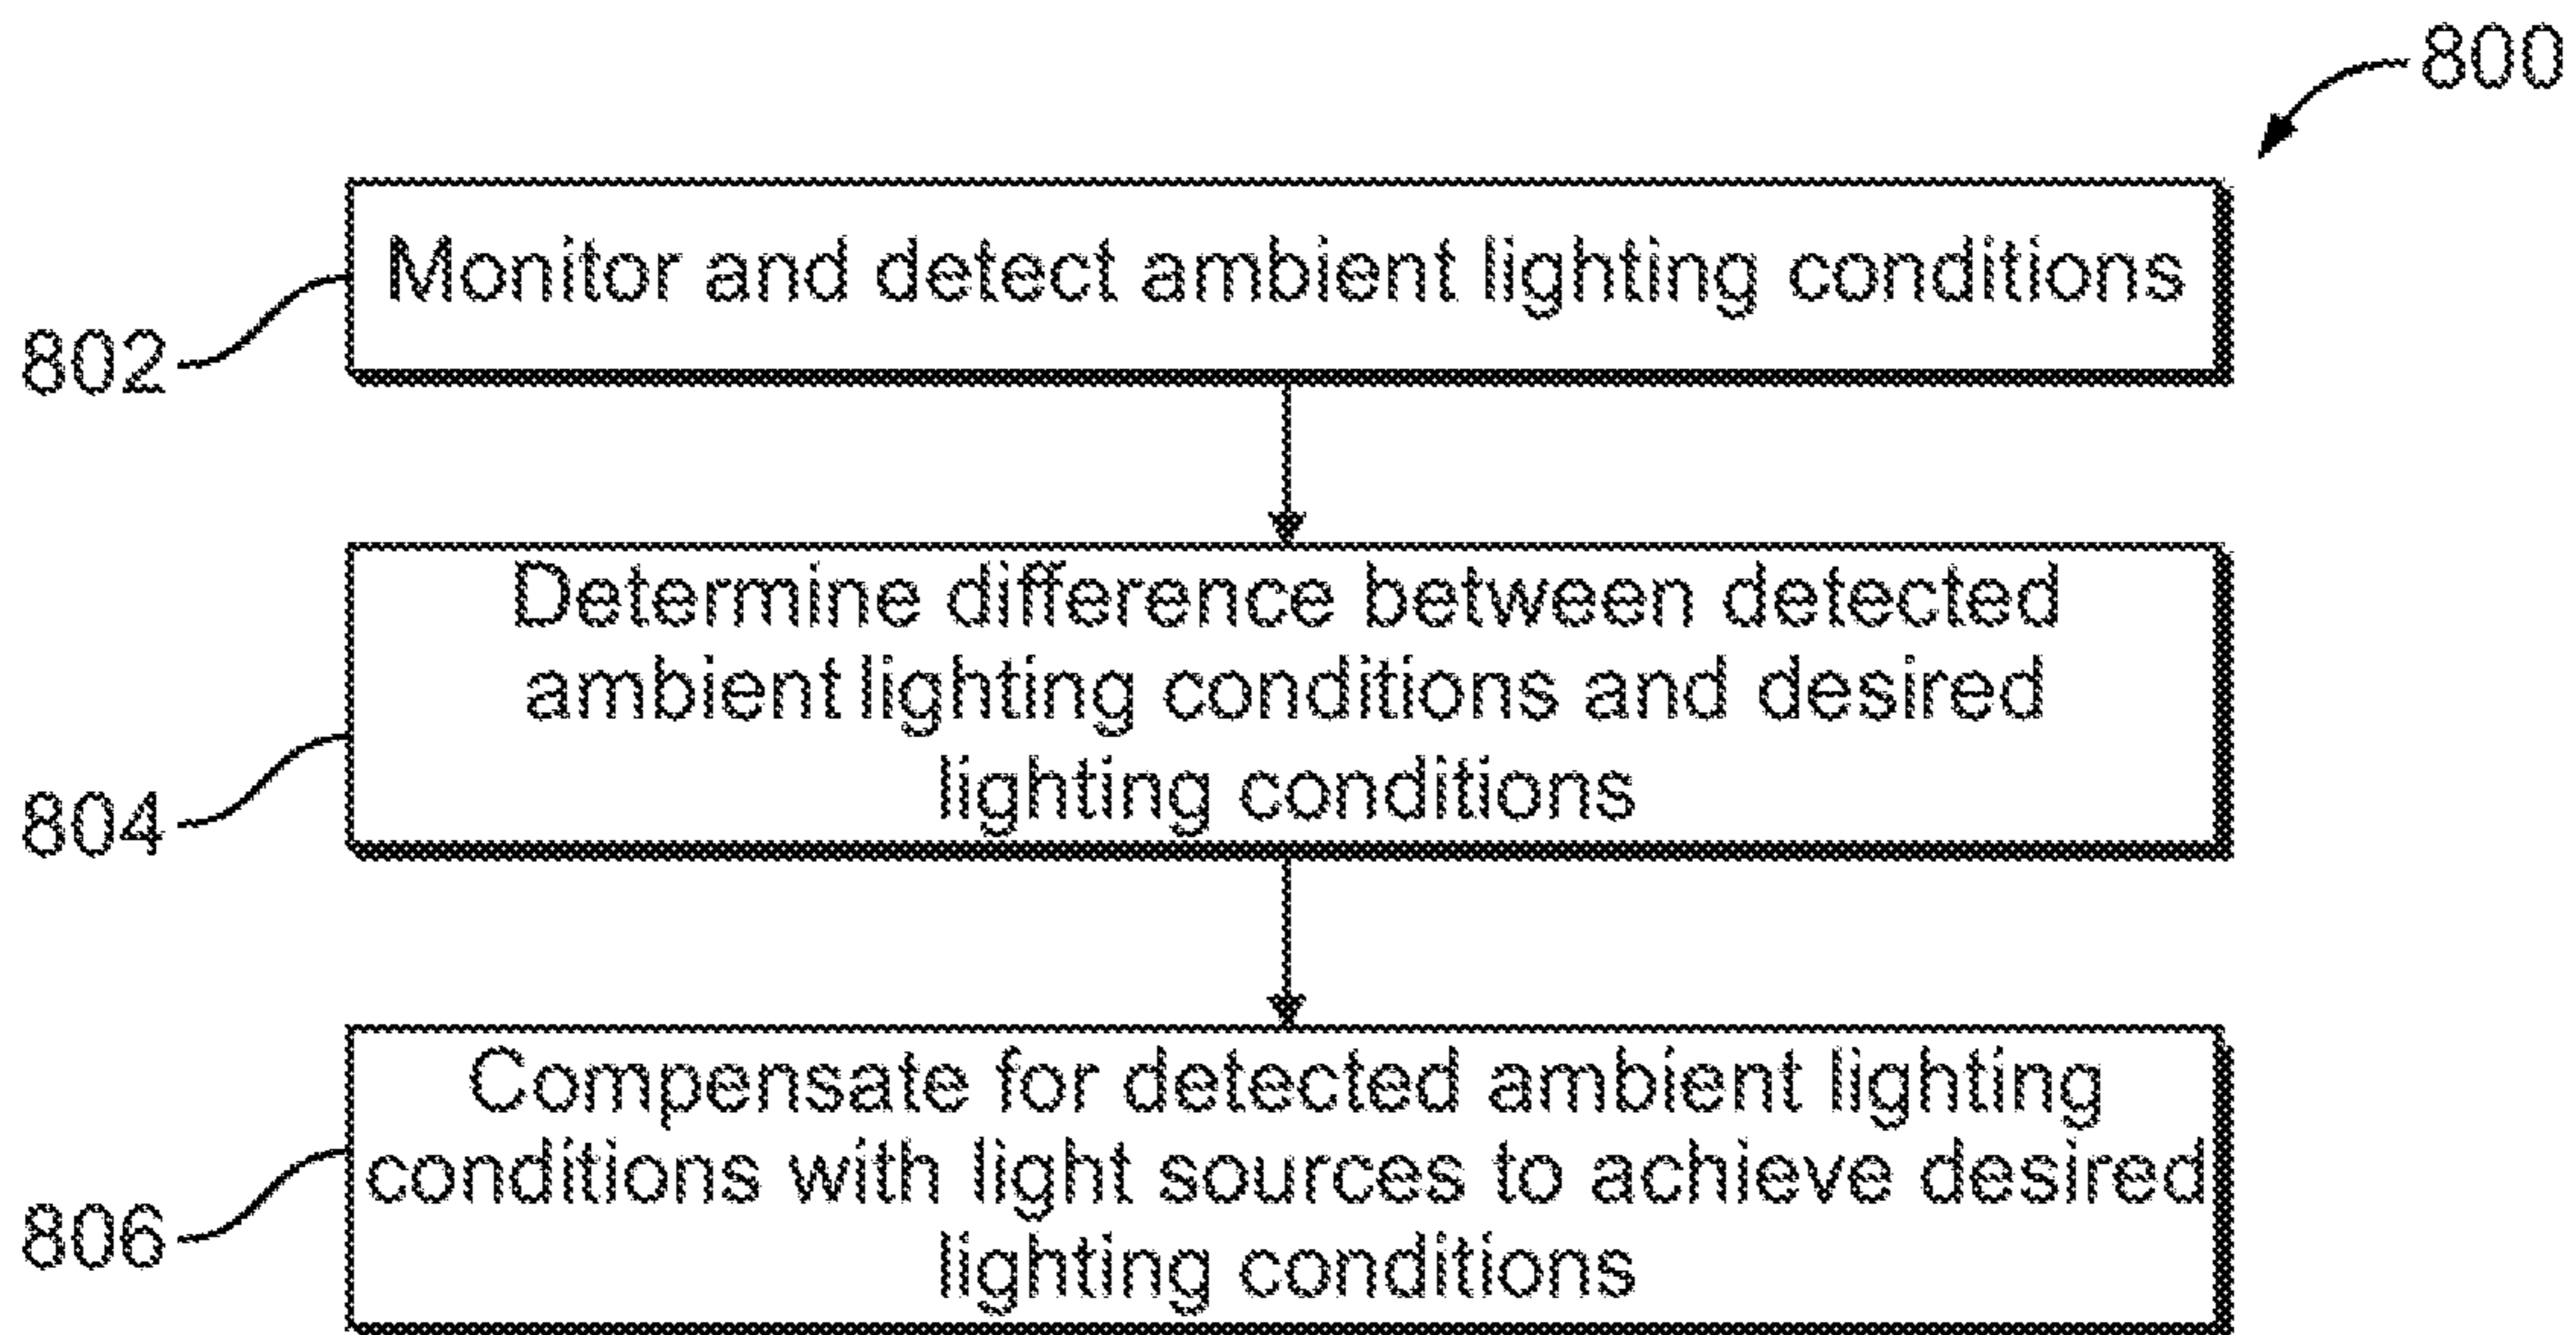 800
Monitor and detect ambient lighting conditions
802
Determine difference between detected
ambient lighting conditions and desired
lighting conditions
804
Compensate for detected ambient lighting
conditions with light sources to achieve desired
lighting conditions
806